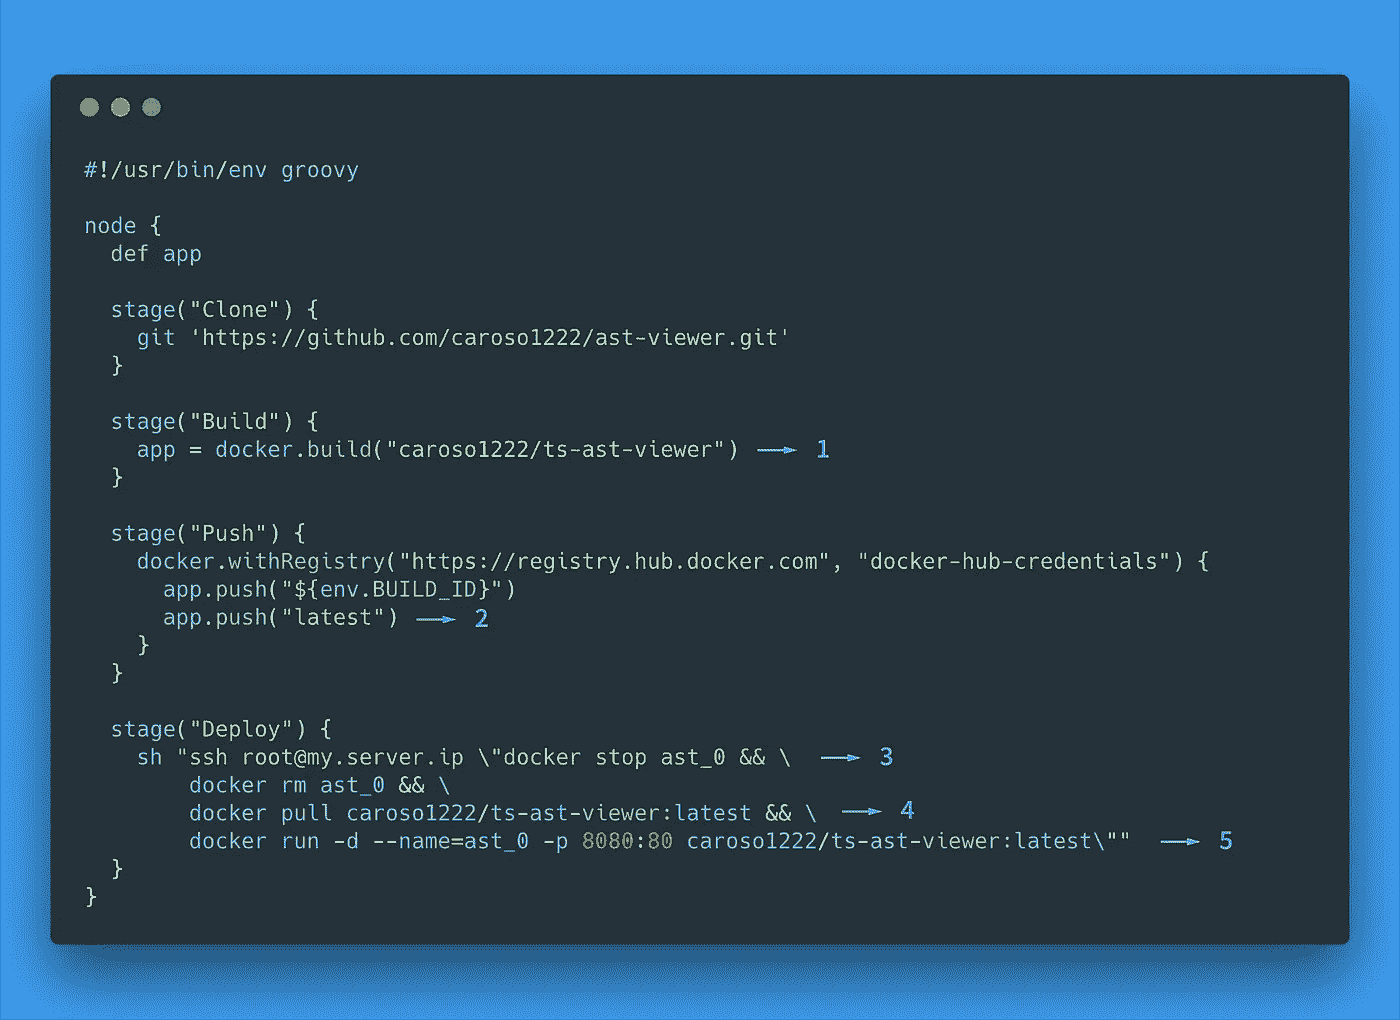 #!/usr/bin/env groovy
node {
def app
stage("Clone") {
git 'https://github.com/caroso1222/ast-viewer.git'
}
stage("Build") {
app = docker.build("caroso1222/ts-ast-viewer") ⟶ 1
}
stage("Push") {
docker.withRegistry("https://registry.hub.docker.com", "docker-hub-credentials") {
app.push("${env.BUILD_ID}")
app.push("latest") ⟶ 2
}
}
stage("Deploy") {
sh "ssh root@my.server.ip \"docker stop ast_0 && \ ⟶ 3
docker rm ast_0 && \
docker pull caroso1222/ts-ast-viewer:latest && \ ⟶ 4
docker run -d --name=ast_0 -p 8080:80 caroso1222/ts-ast-viewer:latest\"" ⟶ 5
}
}